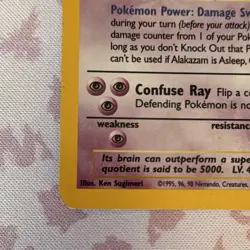 Pokémon Power: Damage Sw
during your turn (before your attack)
damage counter from 1 of your Pok
long as you don't Knock Out that P
can't be used if Alakazam is Asleep,
Confuse Ray Flip a c
Defending Pokémon is no
weakness resistanc
Its brain can outperform a supe
quotient is said to be 5000. LV. 4
Illus. Ken Sugimori ©1995, 96, 98 Nintendo, Creatures,